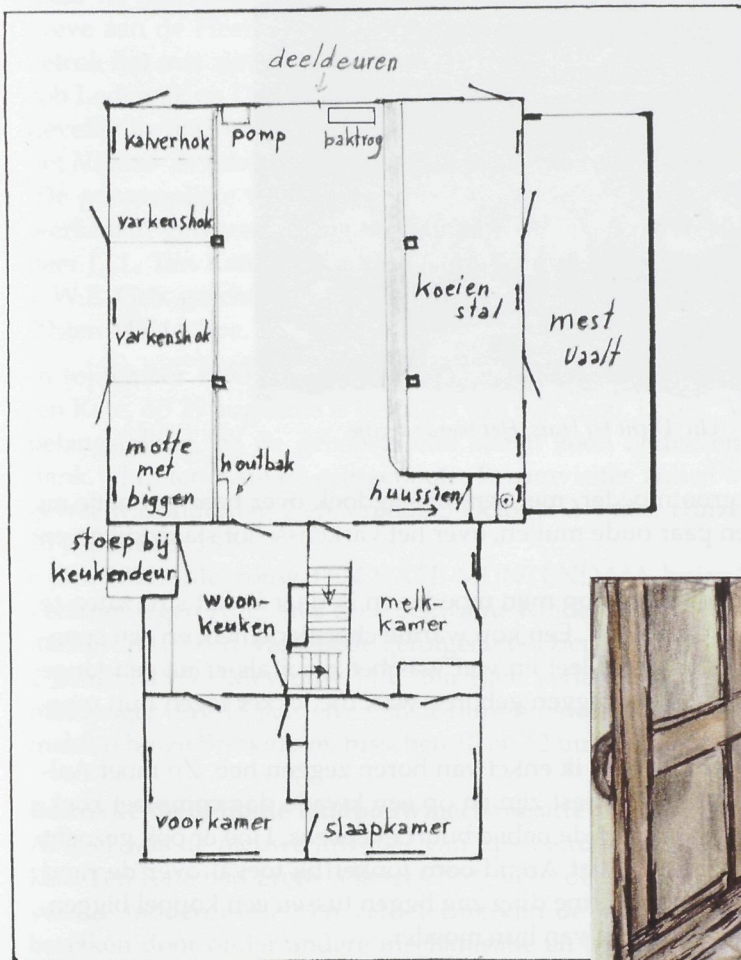 deeldeuren
kalverhok
pomp
baktrog
varkenshok
koeien
stal
mest
vaalt
varkenshok
motte
met
biggen
houtbak
huussien
stoep by
keukendeur
woon-
keuken
melk-
kamer
voorkamer
slaapkamer